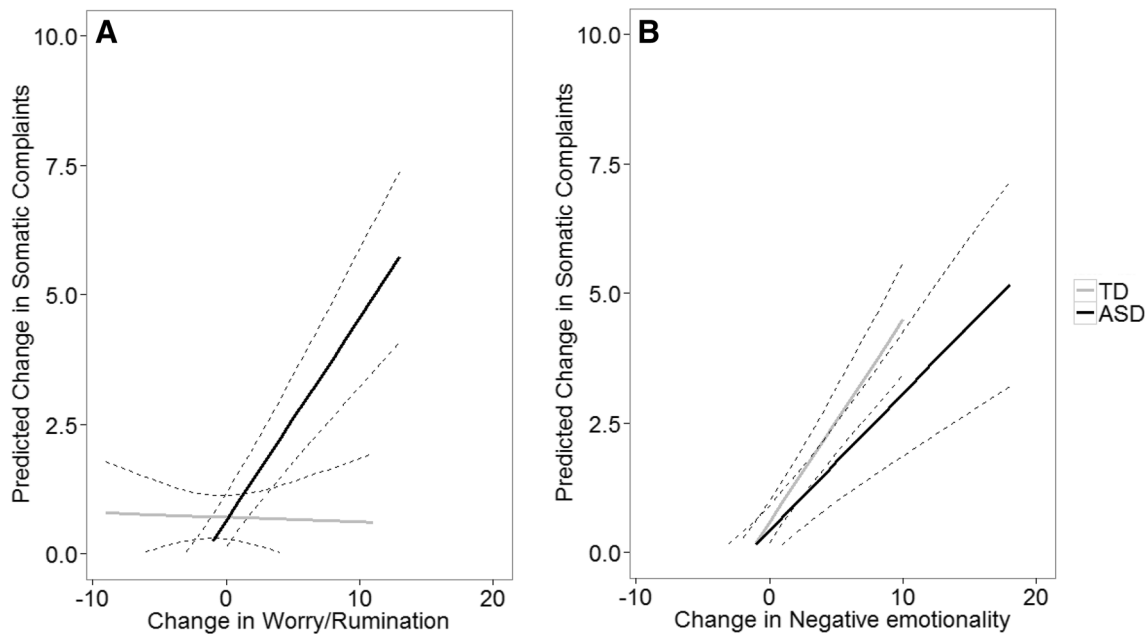 A
10.0
7.5
5.0
2.5
0.0
-10
0
10
20
Predicted Change in Somatic Complaints
Change in Worry/Rumination
B
10.0
7.5
5.0
2.5
0.0
-10
0
10
20
Predicted Change in Somatic Complaints
Change in Negative emotionality
TD
ASD